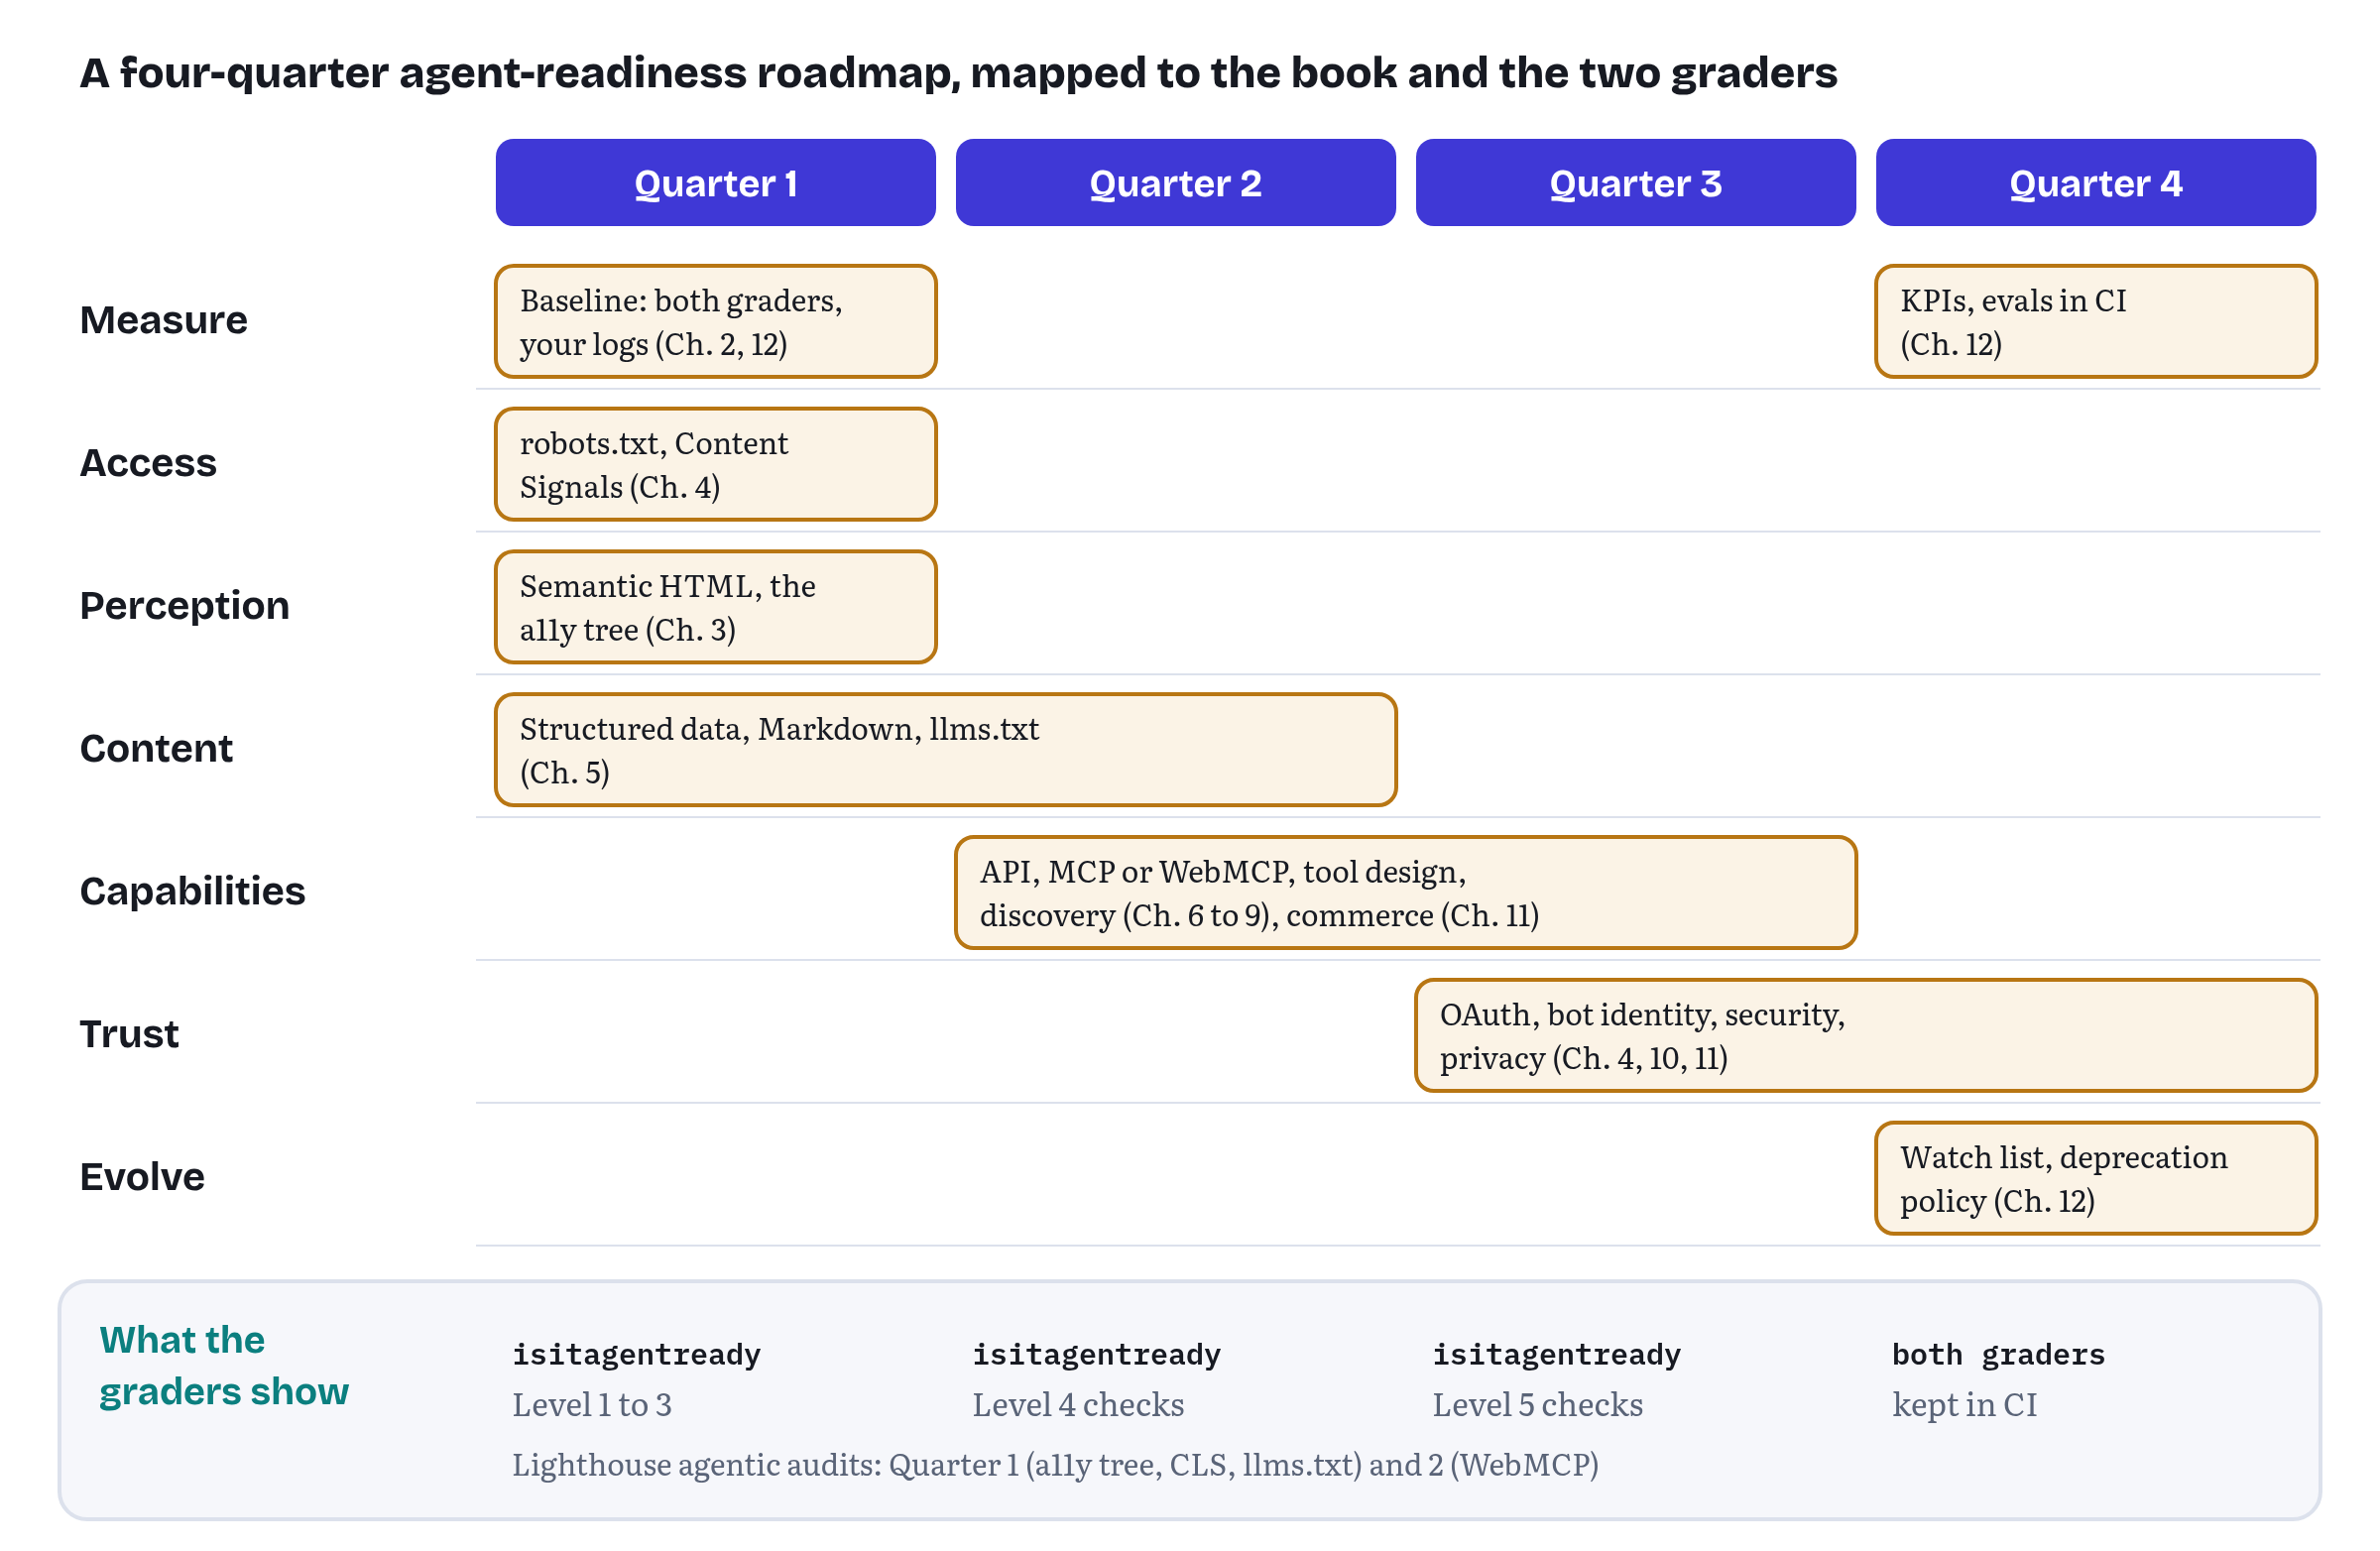 A four-quarter agent-readiness roadmap, mapped to the book and the two graders
Quarter 1
Quarter 2
Quarter 3
Quarter 4
Measure
Baseline: both graders,
your logs (Ch. 2, 12)
KPIs, evals in CI
(Ch. 12)
Access
robots.txt, Content
Signals (Ch. 4)
Perception
Semantic HTML, the
a11y tree (Ch. 3)
Content
Structured data, Markdown, llms.txt
(Ch. 5)
Capabilities
API, MCP or WebMCP, tool design,
discovery (Ch. 6 to 9), commerce (Ch. 11)
Trust
OAuth, bot identity, security,
privacy (Ch. 4, 10, 11)
Evolve
Watch list, deprecation
policy (Ch. 12)
What the
graders show
isitagentready
Level 1 to 3
isitagentready
Level 4 checks
isitagentready
Level 5 checks
both graders
kept in CI
Lighthouse agentic audits: Quarter 1 (a11y tree, CLS, llms.txt) and 2 (WebMCP)